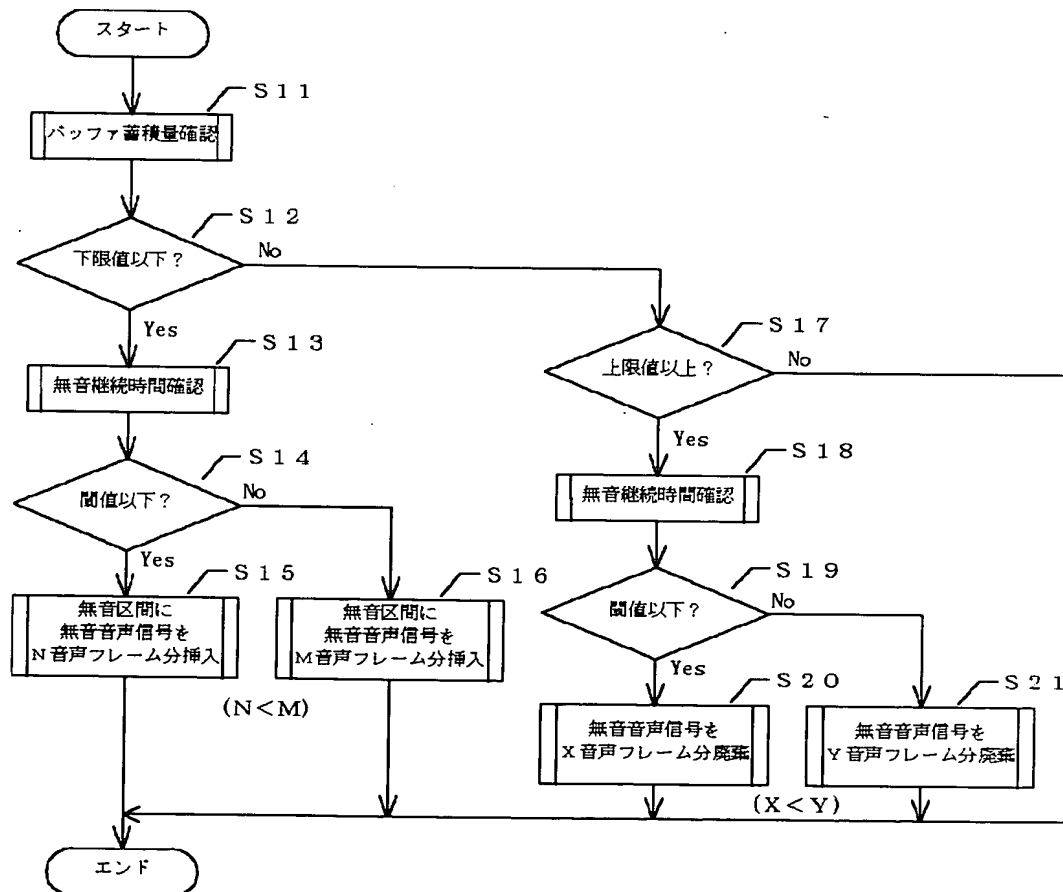 スタート
S11
バッファ蓄積量確認
S12
下限値以下？
No
Yes
S13
無音継続時間確認
S14
閾値以下？
No
Yes
S15
無音区間に
無音音声信号を
N音声フレーム分挿入
S16
無音区間に
無音音声信号を
M音声フレーム分挿入
(N<M)
S17
上限値以上？
No
Yes
S18
無音継続時間確認
S19
閾値以下？
No
Yes
S20
無音音声信号を
X音声フレーム分廃棄
S21
無音音声信号を
Y音声フレーム分廃棄
(X<Y)
エンド